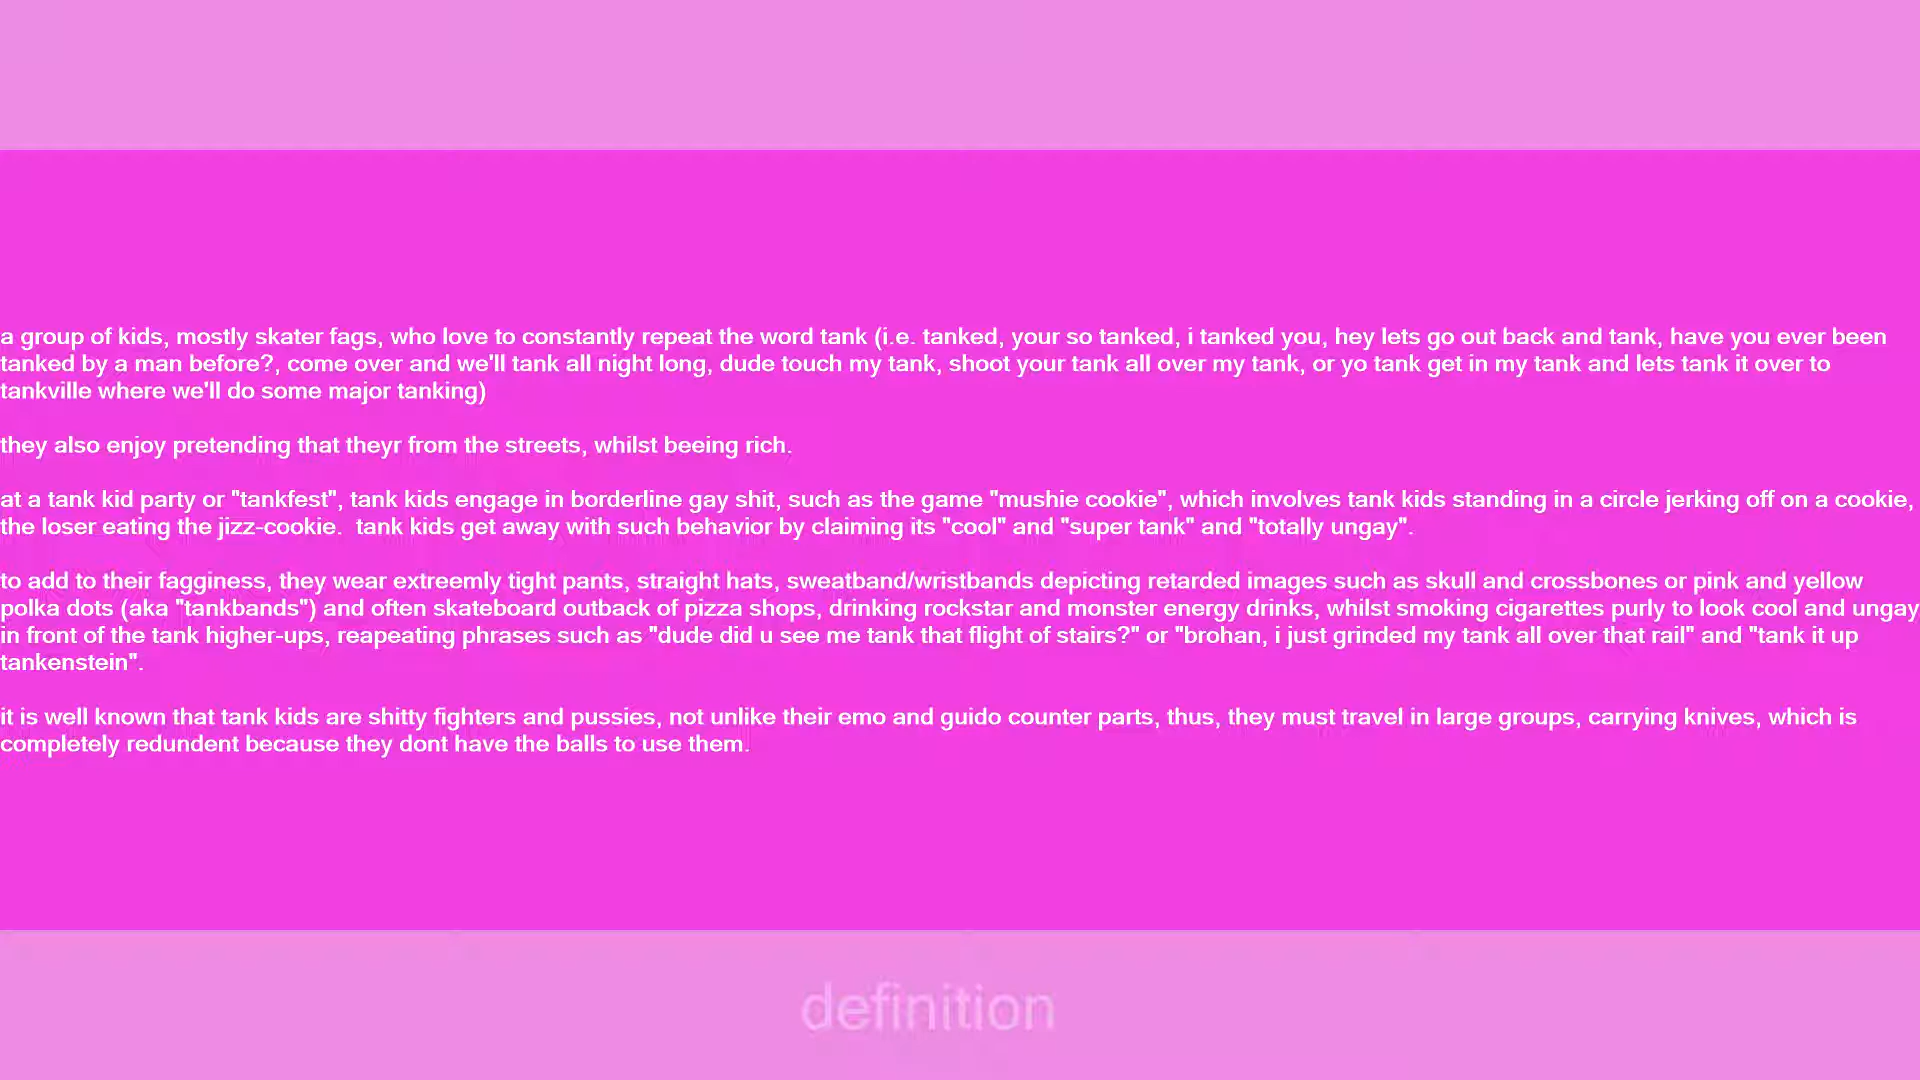 a group of kids, mostly skater fags, who love to constantly repeat the word tank (i.e. tanked, your so tanked, i tanked you, hey lets go out back and tank, have you ever been
tanked by a man before?, come over and we'll tank all night long, dude touch my tank, shoot your tank all over my tank, or yo tank get in my tank and lets tank it over to
tankville where we'll do some major tanking)
they also enjoy pretending that theyr from the streets, whilst beeing rich.
at a tank kid party or "tankfest", tank kids engage in borderline gay shit, such as the game "mushie cookie", which involves tank kids standing in a circle jerking off on a cookie,
the loser eating the jizz-cookie.  tank kids get away with such behavior by claiming its "cool" and "super tank" and "totally ungay".
to add to their fagginess, they wear extreemly tight pants, straight hats, sweatband/wristbands depicting retarded images such as skull and crossbones or pink and yellow
polka dots (aka "tankbands") and often skateboard outback of pizza shops, drinking rockstar and monster energy drinks, whilst smoking cigarettes purly to look cool and ungay
in front of the tank higher-ups, reapeating phrases such as "dude did u see me tank that flight of stairs?" or "brohan, i just grinded my tank all over that rail" and "tank it up
tankenstein".
it is well known that tank kids are shitty fighters and pussies, not unlike their emo and guido counter parts, thus, they must travel in large groups, carrying knives, which is
completely redundent because they dont have the balls to use them.
definition